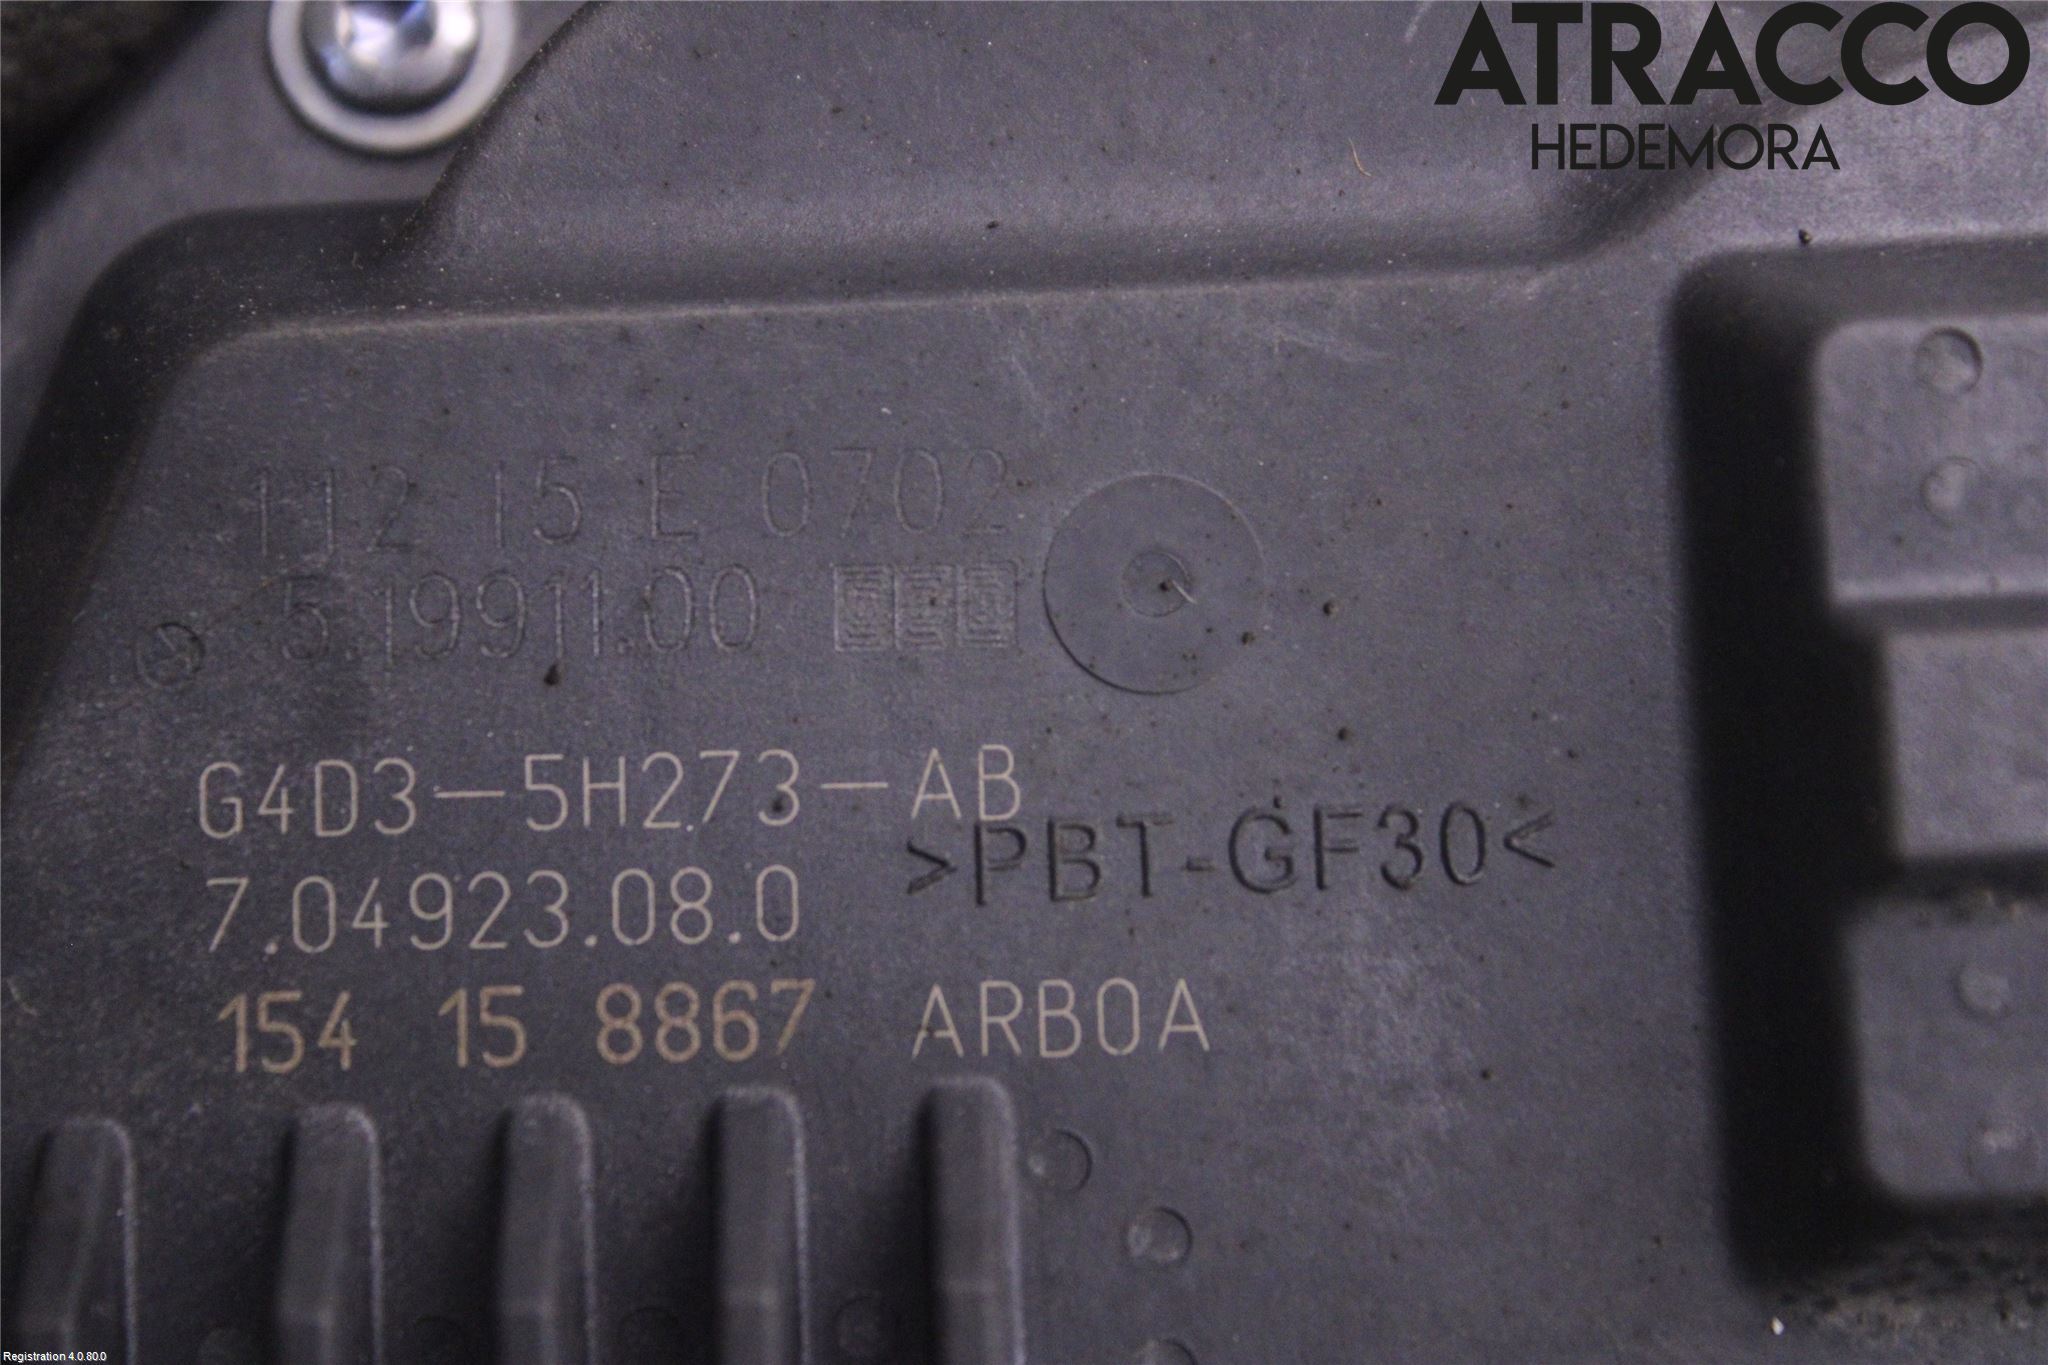 ATRACCO
HEDEMORA
112 15 E 0702
5.19911.00
G4D3-5H273-AB
>PBT-GF30<
7.04923.08.0
154 15 8867 ARB0A
Registration 4.0.80.0